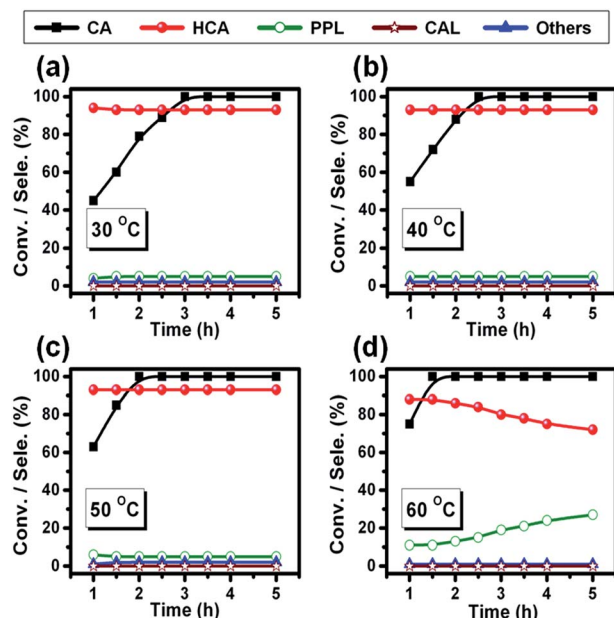 CA HCA PPL CAL Others
(a) (b)
100 100
80 80
60 60
40 40
20 20
0 0
Conv. / Sele. (%) Conv. / Sele. (%)
30 °C 40 °C
1 2 3 4 5 1 2 3 4 5
Time (h) Time (h)
(c) (d)
100 100
80 80
60 60
40 40
20 20
0 0
Conv. / Sele. (%) Conv. / Sele. (%)
50 °C 60 °C
1 2 3 4 5 1 2 3 4 5
Time (h) Time (h)